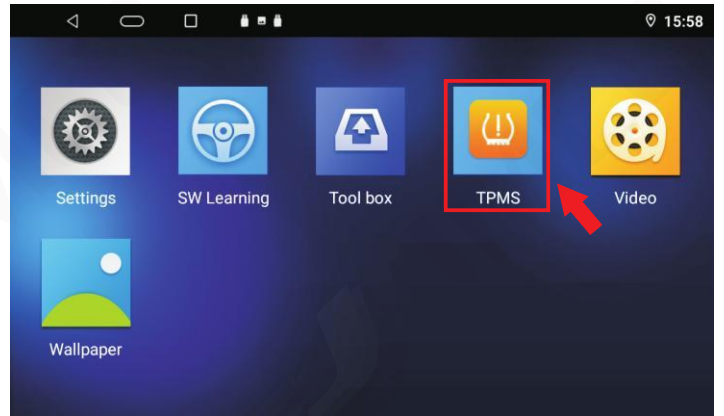 15:58
Settings
SW Learning
Tool box
TPMS
Video
Wallpaper